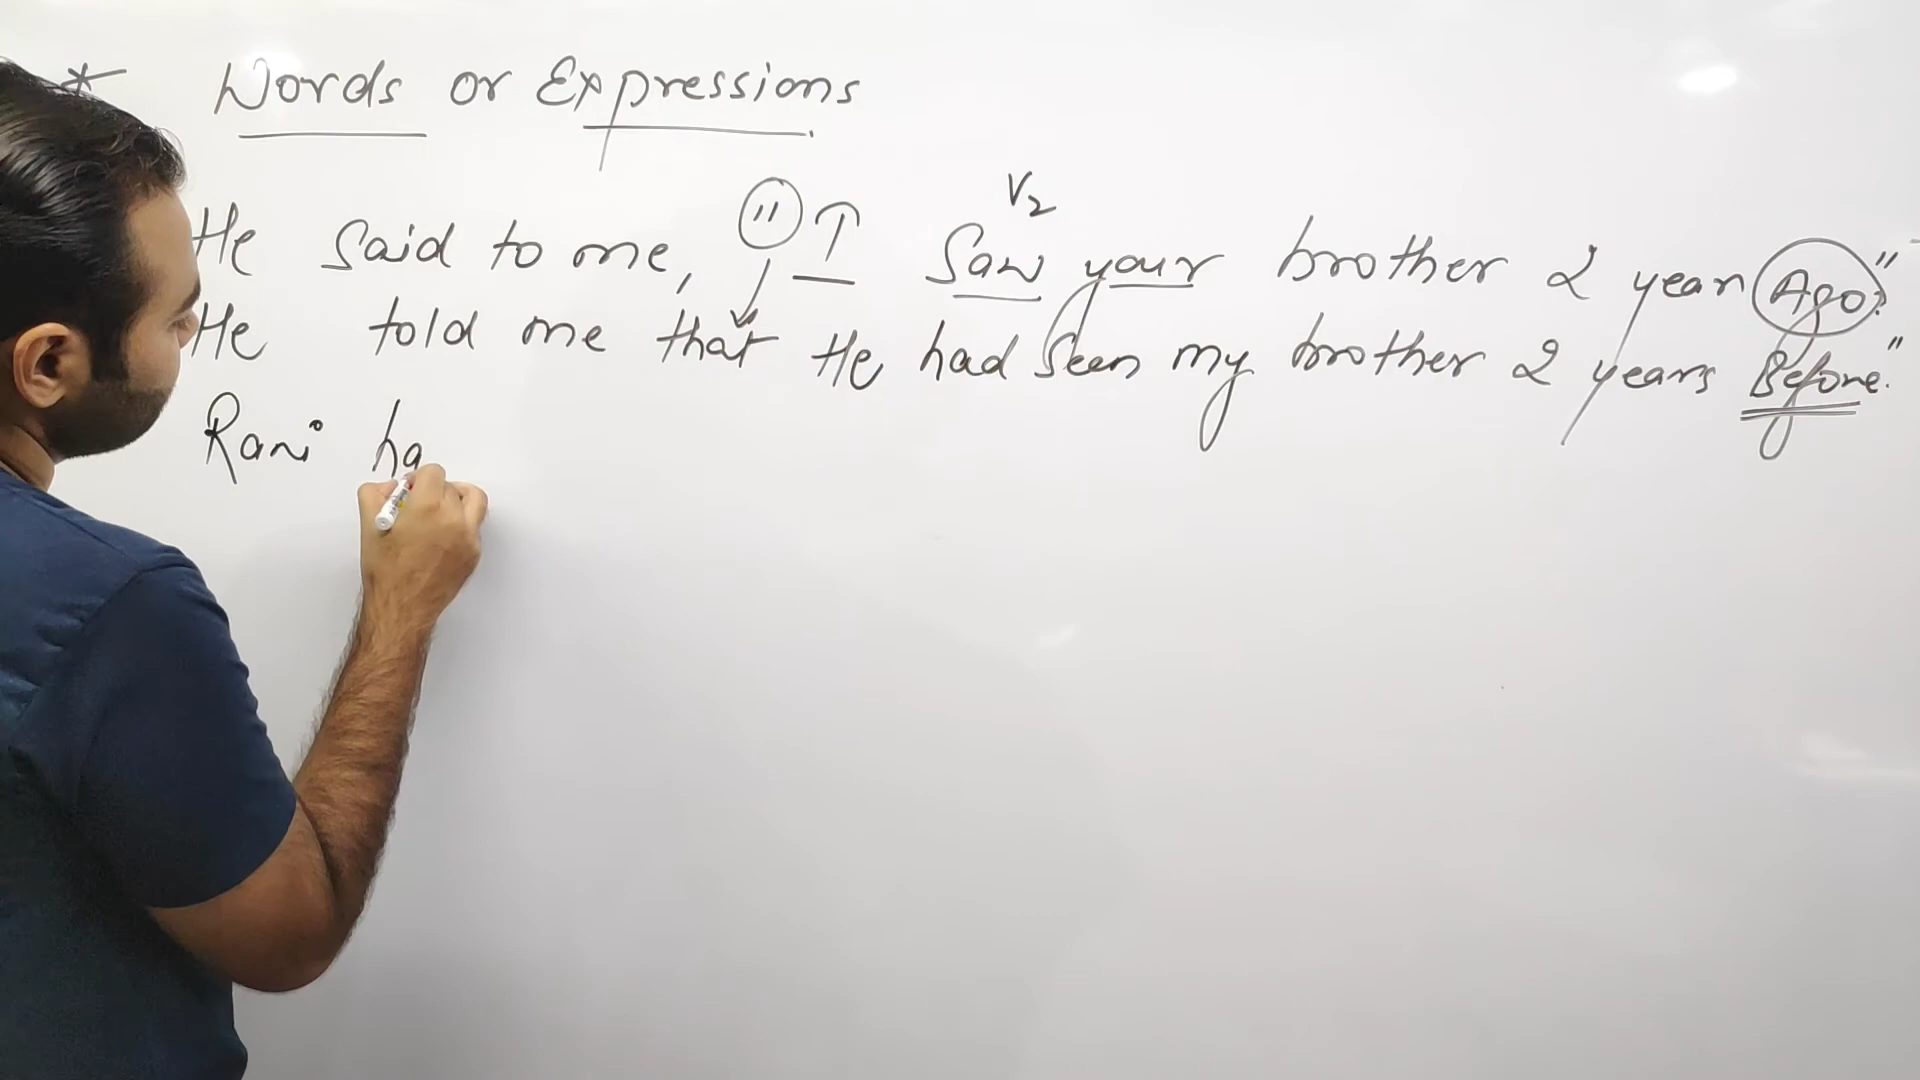 * Words or Expressions
V2
He said to me, "I saw your brother 2 year Ago."
He told me that He had seen my brother 2 years Before."
Rani ha